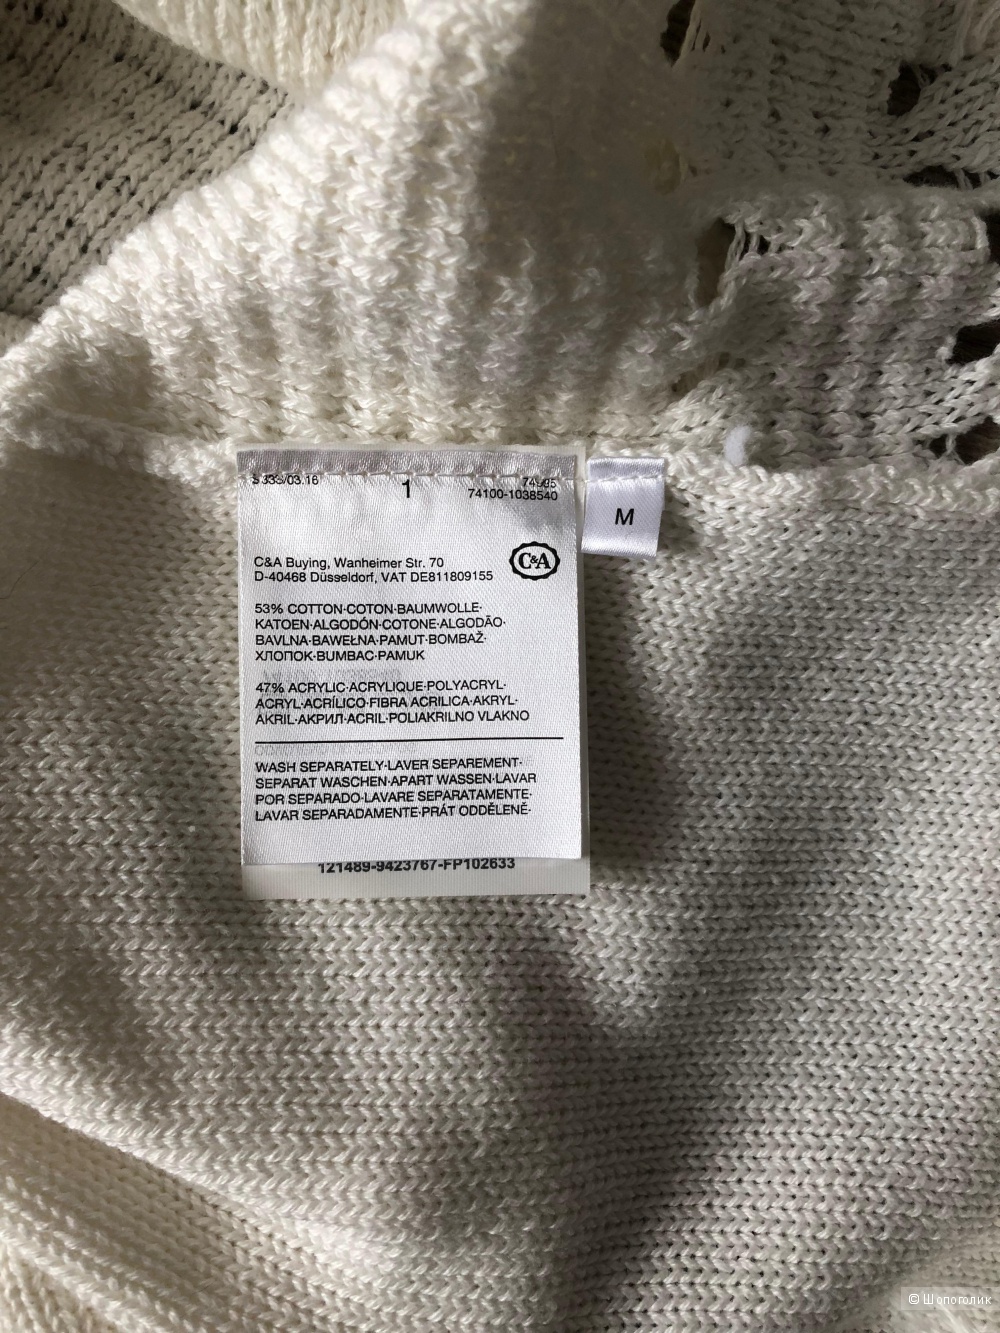 1
74100-1038540
M
C&A
C&A Buying, Wanheimer Str. 70
D-40468 Düsseldorf, VAT DE811809155
53% COTTON·COTON·BAUMWOLLE·
KATOEN·ALGODÓN·COTONE·ALGODÃO·
BAVLNA·BAWEŁNA·PAMUT·BOMBAŽ·
ХЛОПОК·BUMBAC·PAMUK
47% ACRYLIC·ACRYLIQUE·POLYACRYL·
ACRYL·ACRÍLICO·FIBRA ACRILICA·AKRYL·
AKRIL·АКРИЛ·ACRIL·POLIAKRILNO VLAKNO
WASH SEPARATELY·LAVER SEPAREMENT·
SEPARAT WASCHEN·APART WASSEN·LAVAR
POR SEPARADO·LAVARE SEPARATAMENTE·
LAVAR SEPARADAMENTE·PRÁT ODDĚLENĚ·
121489-9423767-FP102633
© Шопоголик